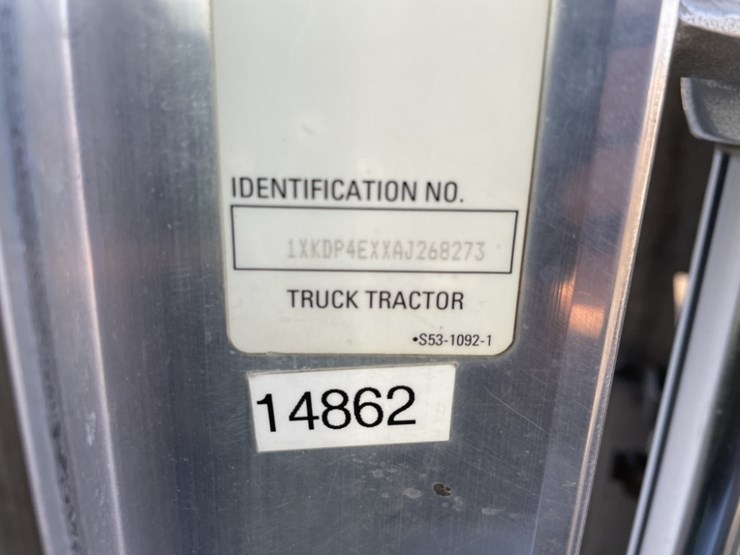 IDENTIFICATION NO.
1XKDP4EXXAJ268273
TRUCK TRACTOR
•S53-1092-1
14862